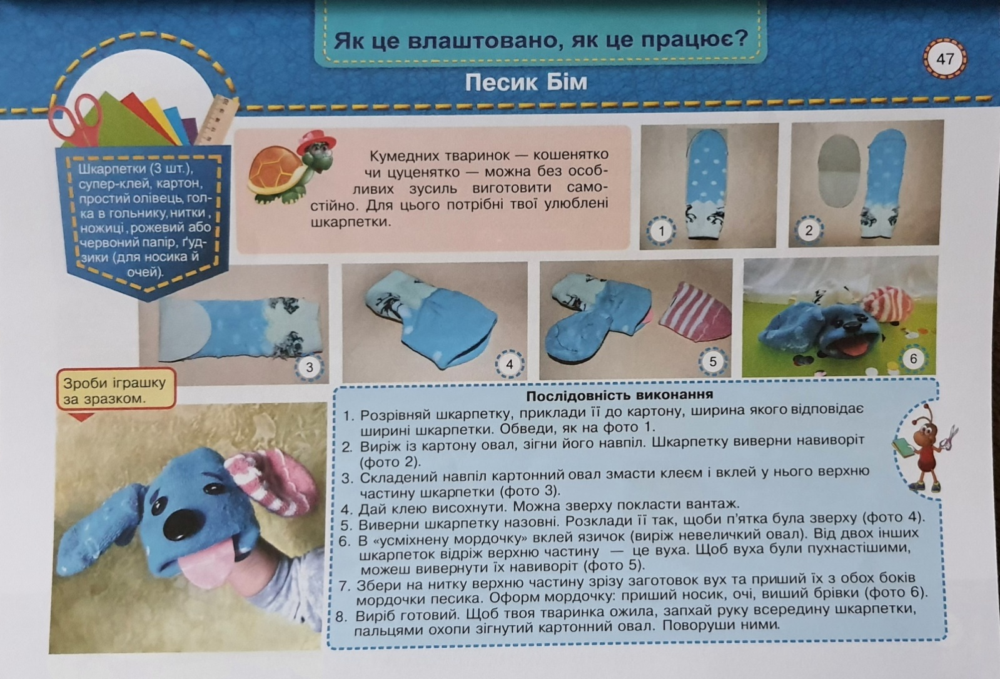 Як це влаштовано, як це працює?
47
Песик Бім
Шкарпетки (3 шт.),
супер-клей, картон,
простий олівець, гол-
ка в гольнику, нитки,
ножиці, рожевий або
червоний папір, ґуд-
зики (для носика й
очей).
Кумедних тваринок — кошенятко
чи цуценятко — можна без особ-
ливих зусиль виготовити само-
стійно. Для цього потрібні твої улюблені
шкарпетки.
1
2
3
4
5
6
Зроби іграшку
за зразком.
Послідовність виконання
1. Розрівняй шкарпетку, приклади її до картону, ширина якого відповідає
ширині шкарпетки. Обведи, як на фото 1.
2. Виріж із картону овал, зігни його навпіл. Шкарпетку виверни навиворіт
(фото 2).
3. Складений навпіл картонний овал змасти клеєм і вклей у нього верхню
частину шкарпетки (фото 3).
4. Дай клею висохнути. Можна зверху покласти вантаж.
5. Виверни шкарпетку назовні. Розклади її так, щоби п'ятка була зверху (фото 4).
6. В «усміхнену мордочку» вклей язичок (виріж невеличкий овал). Від двох інших
шкарпеток відріж верхню частину — це вуха. Щоб вуха були пухнастішими,
можеш вивернути їх навиворіт (фото 5).
7. Збери на нитку верхню частину зрізу заготовок вух та приший їх з обох боків
мордочки песика. Оформ мордочку: приший носик, очі, виший брівки (фото 6).
8. Виріб готовий. Щоб твоя тваринка ожила, запхай руку всередину шкарпетки,
пальцями охопи зігнутий картонний овал. Поворуши ними.